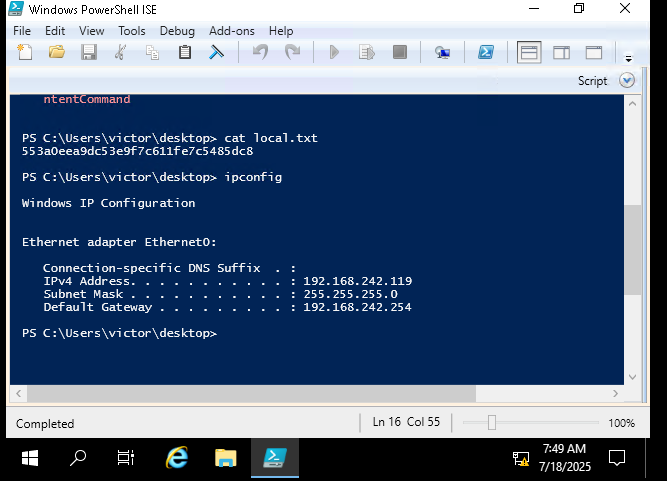 Windows PowerShell ISE
File Edit View Tools Debug Add-ons Help
Script
ntentCommand
PS C:\Users\victor\desktop> cat local.txt
553a0eea9dc53e9f7c611fe7c5485dc8
PS C:\Users\victor\desktop> ipconfig
Windows IP Configuration
Ethernet adapter Ethernet0:
Connection-specific DNS Suffix . :
IPv4 Address. . . . . . . . . . . : 192.168.242.119
Subnet Mask . . . . . . . . . . . : 255.255.255.0
Default Gateway . . . . . . . . . : 192.168.242.254
PS C:\Users\victor\desktop>
Completed
Ln 16 Col 55
100%
7:49 AM
7/18/2025